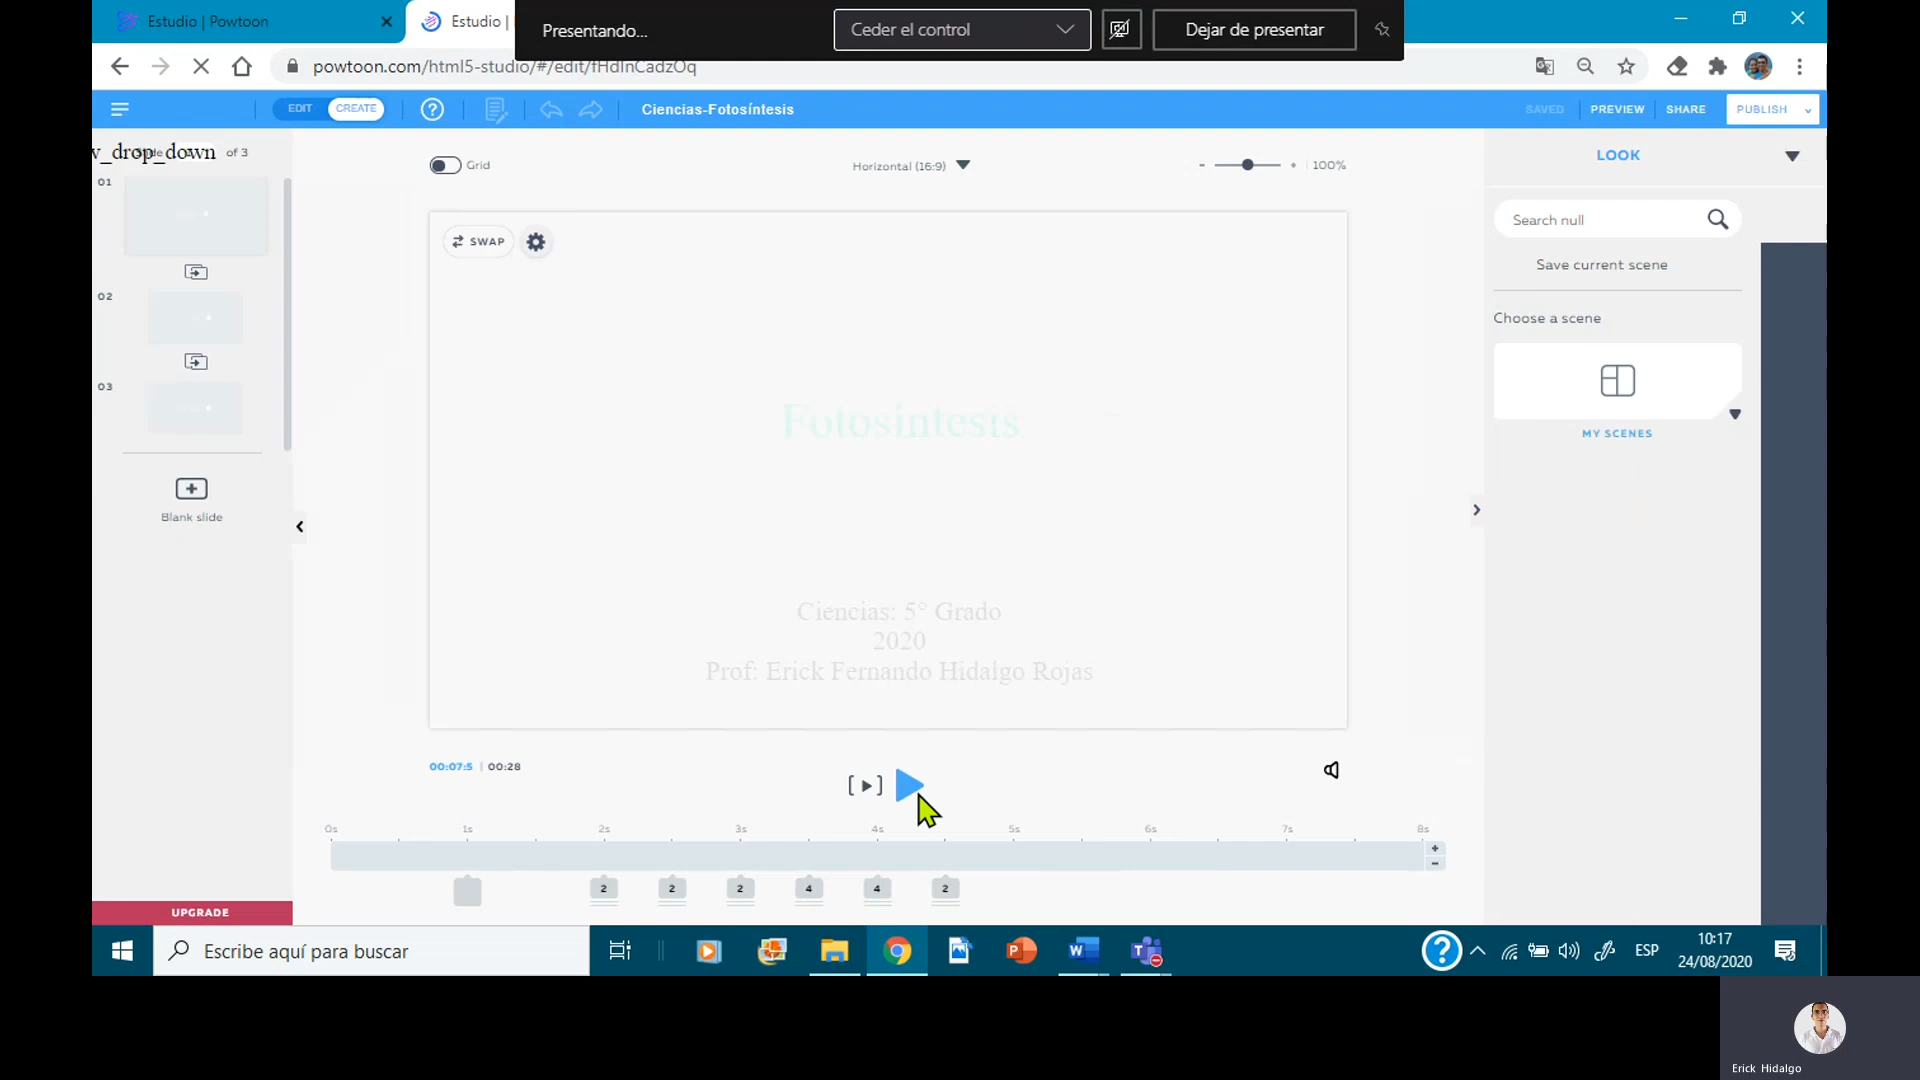 Estudio | Powtoon
Estudio |
Presentando...
Ceder el control
Dejar de presentar
powtoon.com/html5-studio/#/edit/fHdInCadzOq
EDIT
CREATE
Ciencias-Fotosíntesis
SAVED
PREVIEW
SHARE
PUBLISH
v_drop_down
Slide
of 3
Grid
Horizontal (16:9)
- + 100%
LOOK
01
SWAP
Search null
Save current scene
02
Choose a scene
03
MY SCENES
Fotosintesis
Blank slide
Ciencias: 5° Grado
2020
Prof: Erick Fernando Hidalgo Rojas
00:07:5 | 00:28
0s 1s 2s 3s 4s 5s 6s 7s 8s
+
-
2 2 2 4 4 2
UPGRADE
Escribe aquí para buscar
ESP
10:17
24/08/2020
Erick Hidalgo